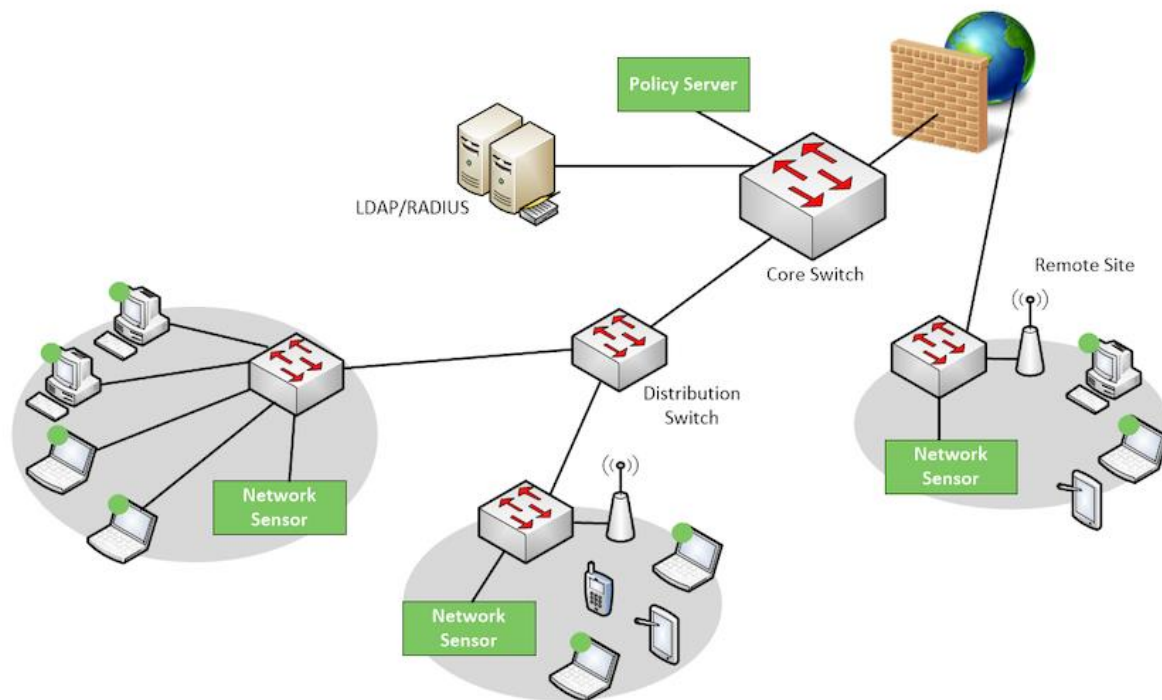 Policy Server
LDAP/RADIUS
Core Switch
Remote Site
Distribution
Switch
Network
Sensor
Network
Sensor
Network
Sensor